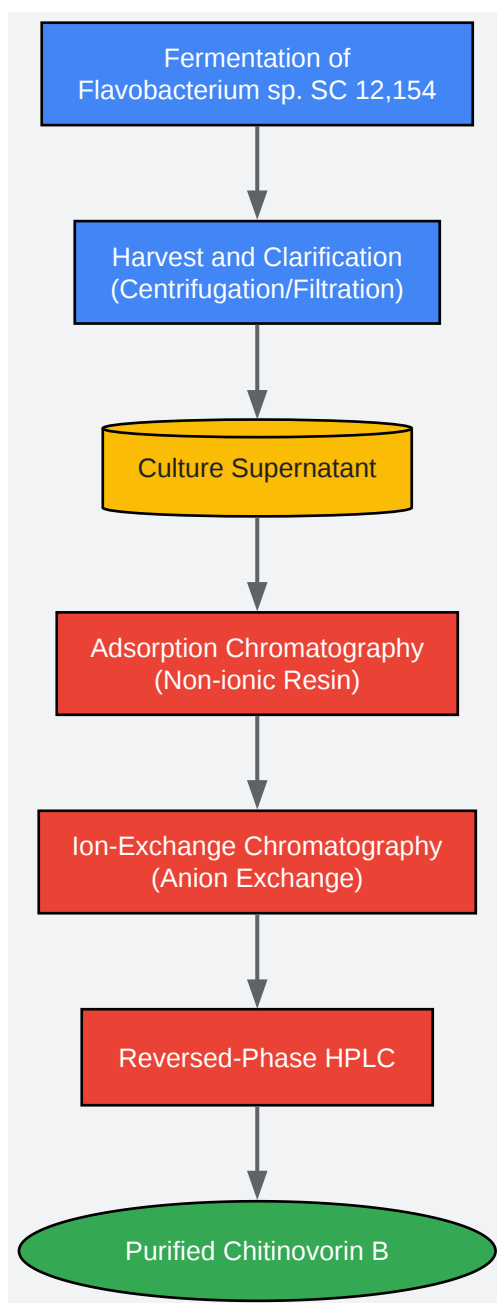 Fermentation of
Flavobacterium sp. SC 12,154
Harvest and Clarification
(Centrifugation/Filtration)
Culture Supernatant
Adsorption Chromatography
(Non-ionic Resin)
Ion-Exchange Chromatography
(Anion Exchange)
Reversed-Phase HPLC
Purified Chitinovorin B